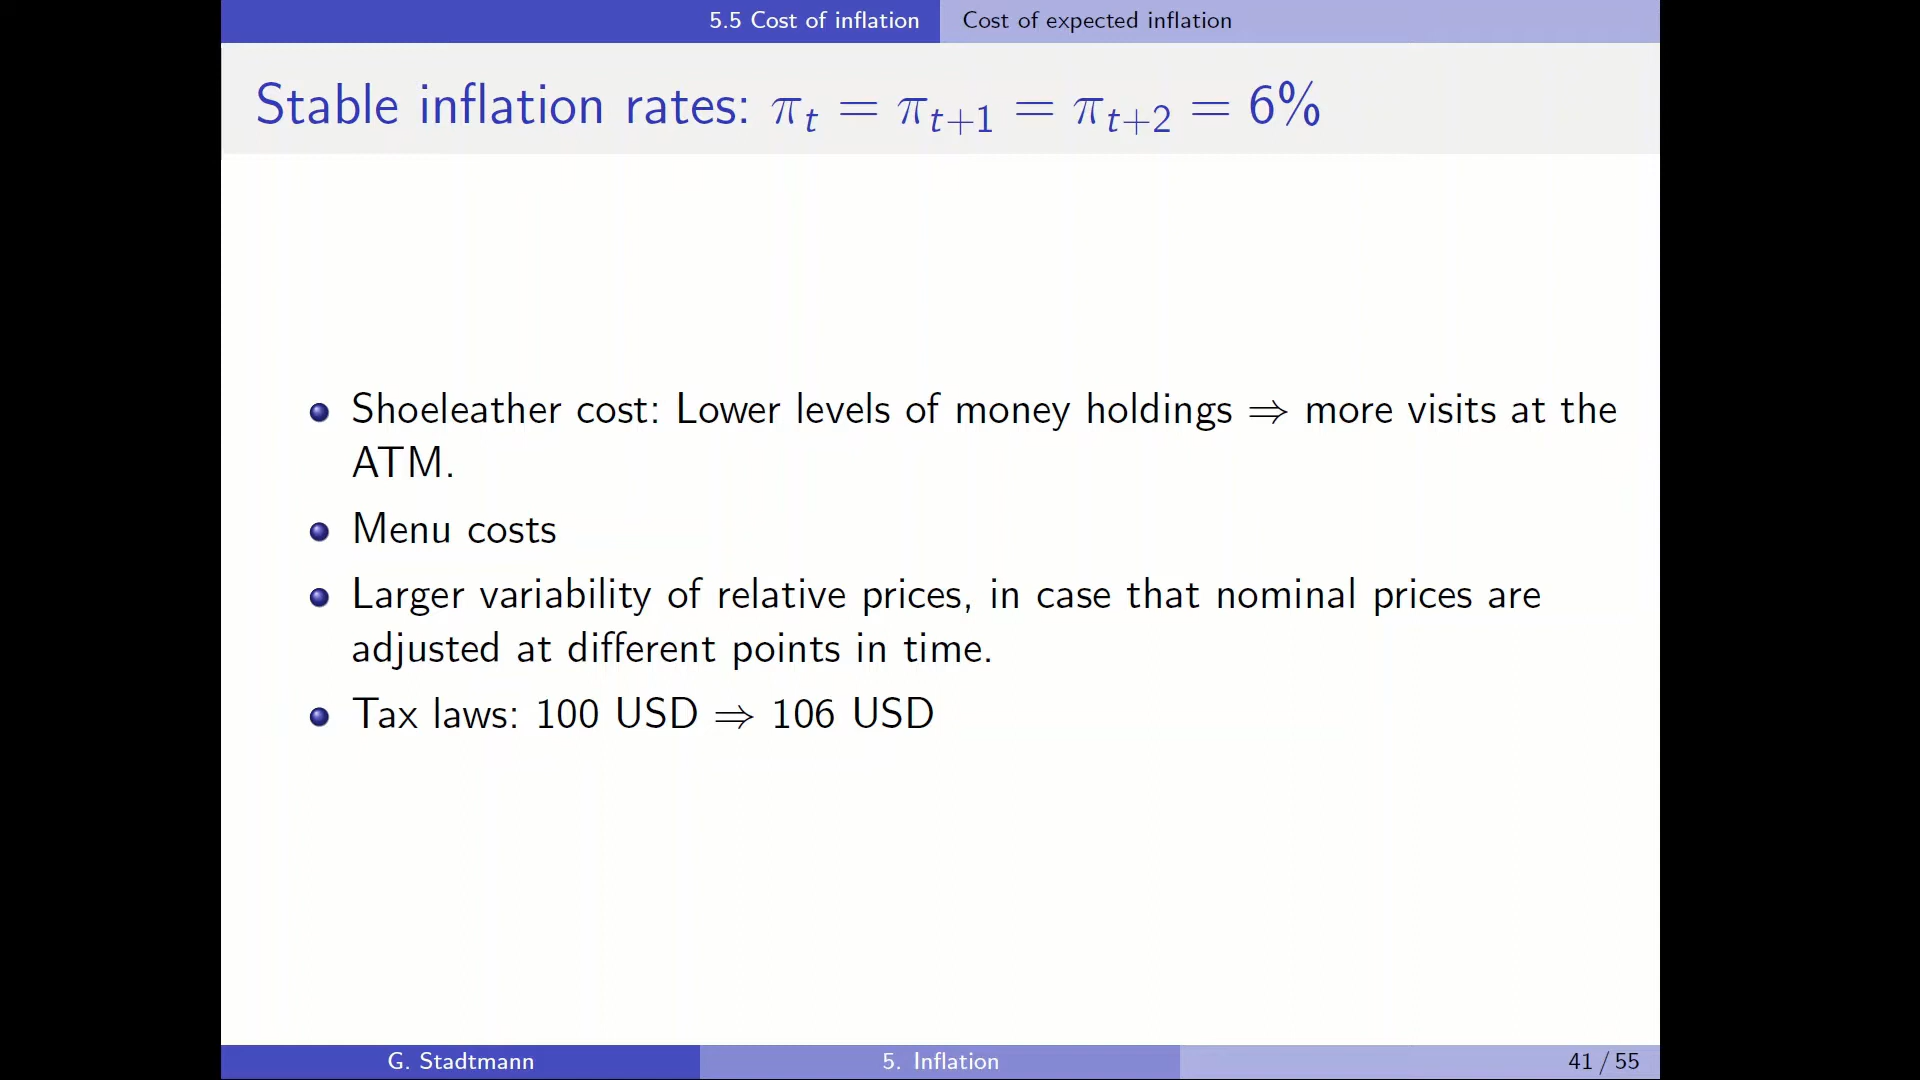 5.5 Cost of inflation Cost of expected inflation
Stable inflation rates: πₜ = πₜ₊₁ = πₜ₊₂ = 6%
Shoeleather cost: Lower levels of money holdings ⇒ more visits at the
ATM.
Menu costs
Larger variability of relative prices, in case that nominal prices are
adjusted at different points in time.
Tax laws: 100 USD ⇒ 106 USD
G. Stadtmann 5. Inflation 41 / 55